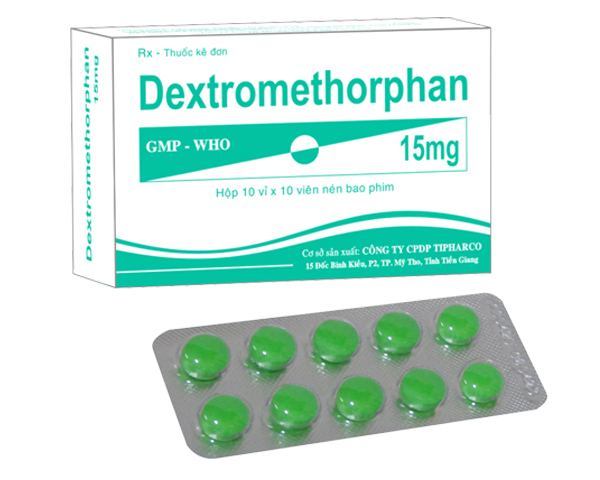 Rx - Thuốc kê đơn
Dextromethorphan
GMP - WHO
15mg
Hộp 10 vỉ x 10 viên nén bao phim
Cơ sở sản xuất: CÔNG TY CPDP TIPHARCO
15 Đốc Binh Kiều, P2, TP. Mỹ Tho, Tỉnh Tiền Giang
Dextromethorphan
15mg